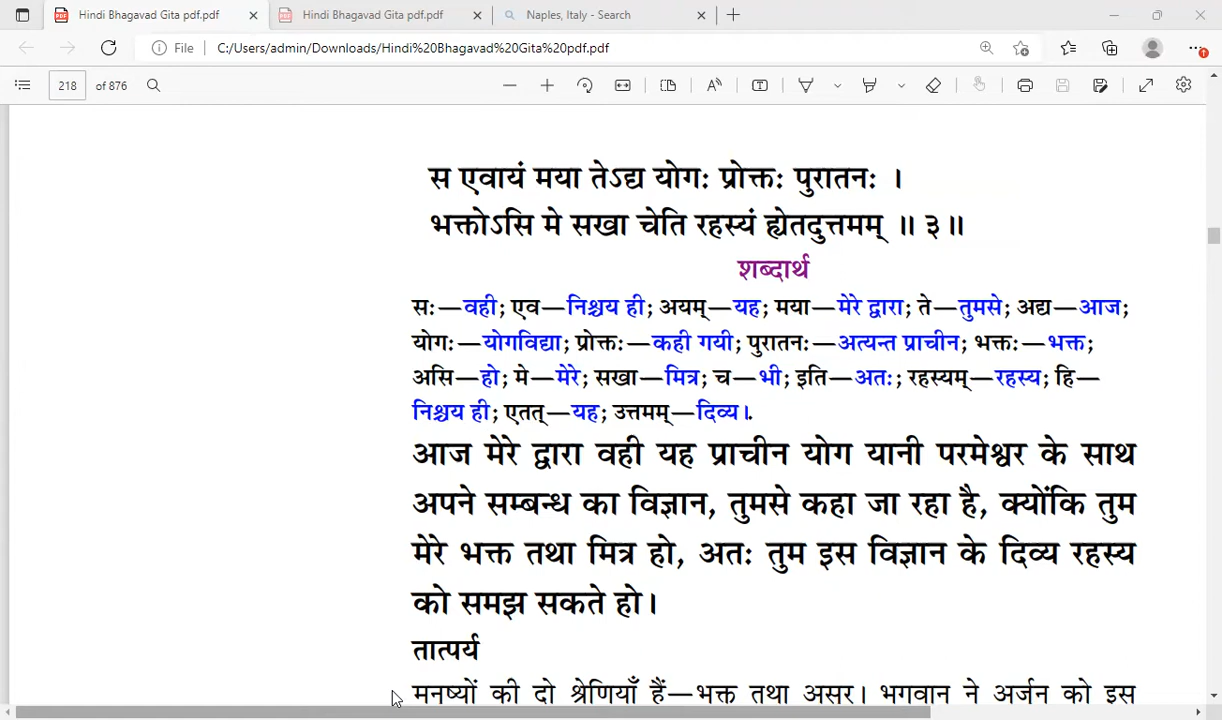 Hindi Bhagavad Gita pdf.pdf
Hindi Bhagavad Gita pdf.pdf
Naples, Italy - Search
File
C:/Users/admin/Downloads/Hindi%20Bhagavad%20Gita%20pdf.pdf
218 of 876
स एवायं मया तेऽद्य योगः प्रोक्तः पुरातनः ।
भक्तोऽसि मे सखा चेति रहस्यं ह्येतदुत्तमम् ॥ ३॥
शब्दार्थ
सः—वही; एव—निश्चय ही; अयम्—यह; मया—मेरे द्वारा; ते—तुमसे; अद्य—आज;
योगः—योगविद्या; प्रोक्तः—कही गयी; पुरातनः—अत्यन्त प्राचीन; भक्तः—भक्त;
असि—हो; मे—मेरे; सखा—मित्र; च—भी; इति—अतः; रहस्यम्—रहस्य; हि—
निश्चय ही; एतत्—यह; उत्तमम्—दिव्य।.
आज मेरे द्वारा वही यह प्राचीन योग यानी परमेश्वर के साथ
अपने सम्बन्ध का विज्ञान, तुमसे कहा जा रहा है, क्योंकि तुम
मेरे भक्त तथा मित्र हो, अतः तुम इस विज्ञान के दिव्य रहस्य
को समझ सकते हो।
तात्पर्य
मनुष्यों की दो श्रेणियाँ हैं—भक्त तथा असुर। भगवान ने अर्जुन को इस